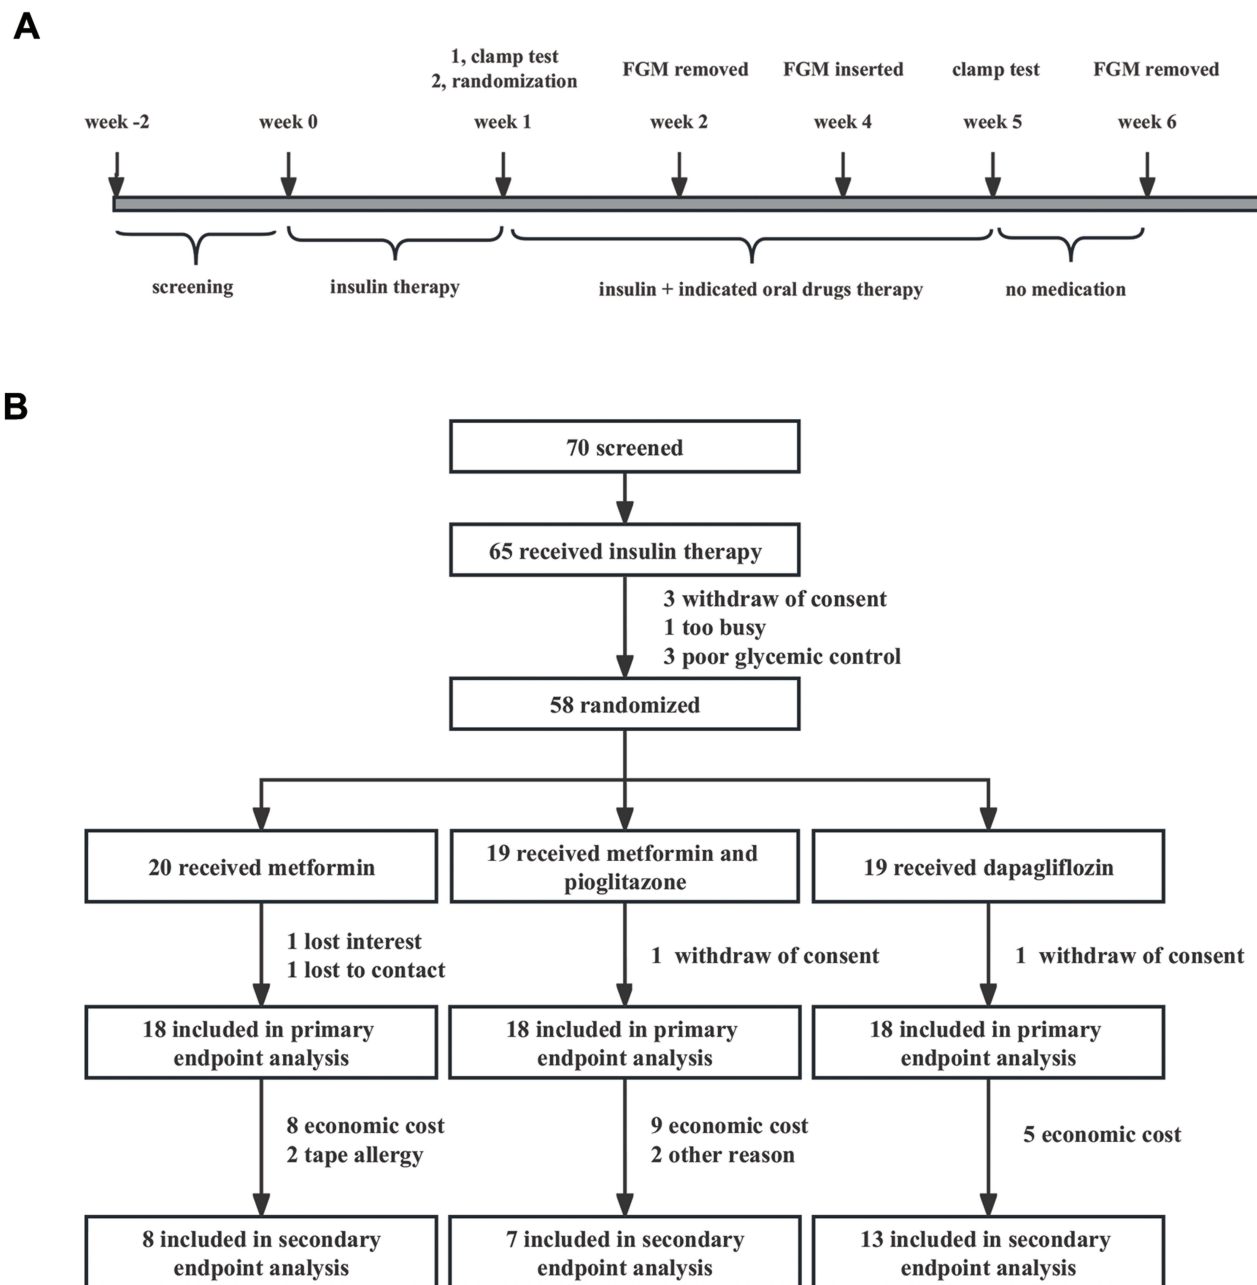 A
1, clamp test
2, randomization
FGM removed
FGM inserted
clamp test
FGM removed
week -2
week 0
week 1
week 2
week 4
week 5
week 6
screening
insulin therapy
insulin + indicated oral drugs therapy
no medication
B
70 screened
65 received insulin therapy
3 withdraw of consent
1 too busy
3 poor glycemic control
58 randomized
20 received metformin
19 received metformin and
pioglitazone
19 received dapagliflozin
1 lost interest
1 lost to contact
1 withdraw of consent
1 withdraw of consent
18 included in primary
endpoint analysis
18 included in primary
endpoint analysis
18 included in primary
endpoint analysis
8 economic cost
2 tape allergy
9 economic cost
2 other reason
5 economic cost
8 included in secondary
endpoint analysis
7 included in secondary
endpoint analysis
13 included in secondary
endpoint analysis